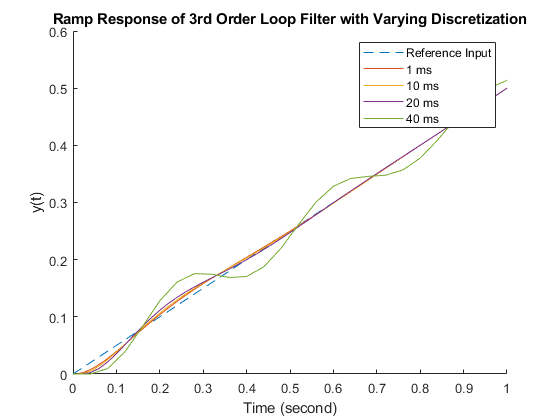 Ramp Response of 3rd Order Loop Filter with Varying Discretization
0.6
Reference Input
1 ms
10 ms
20 ms
40 ms
0.5
0.4
0.3
y(t)
0.2
0.1
0
0 0.1 0.2 0.3 0.4 0.5 0.6 0.7 0.8 0.9 1
Time (second)